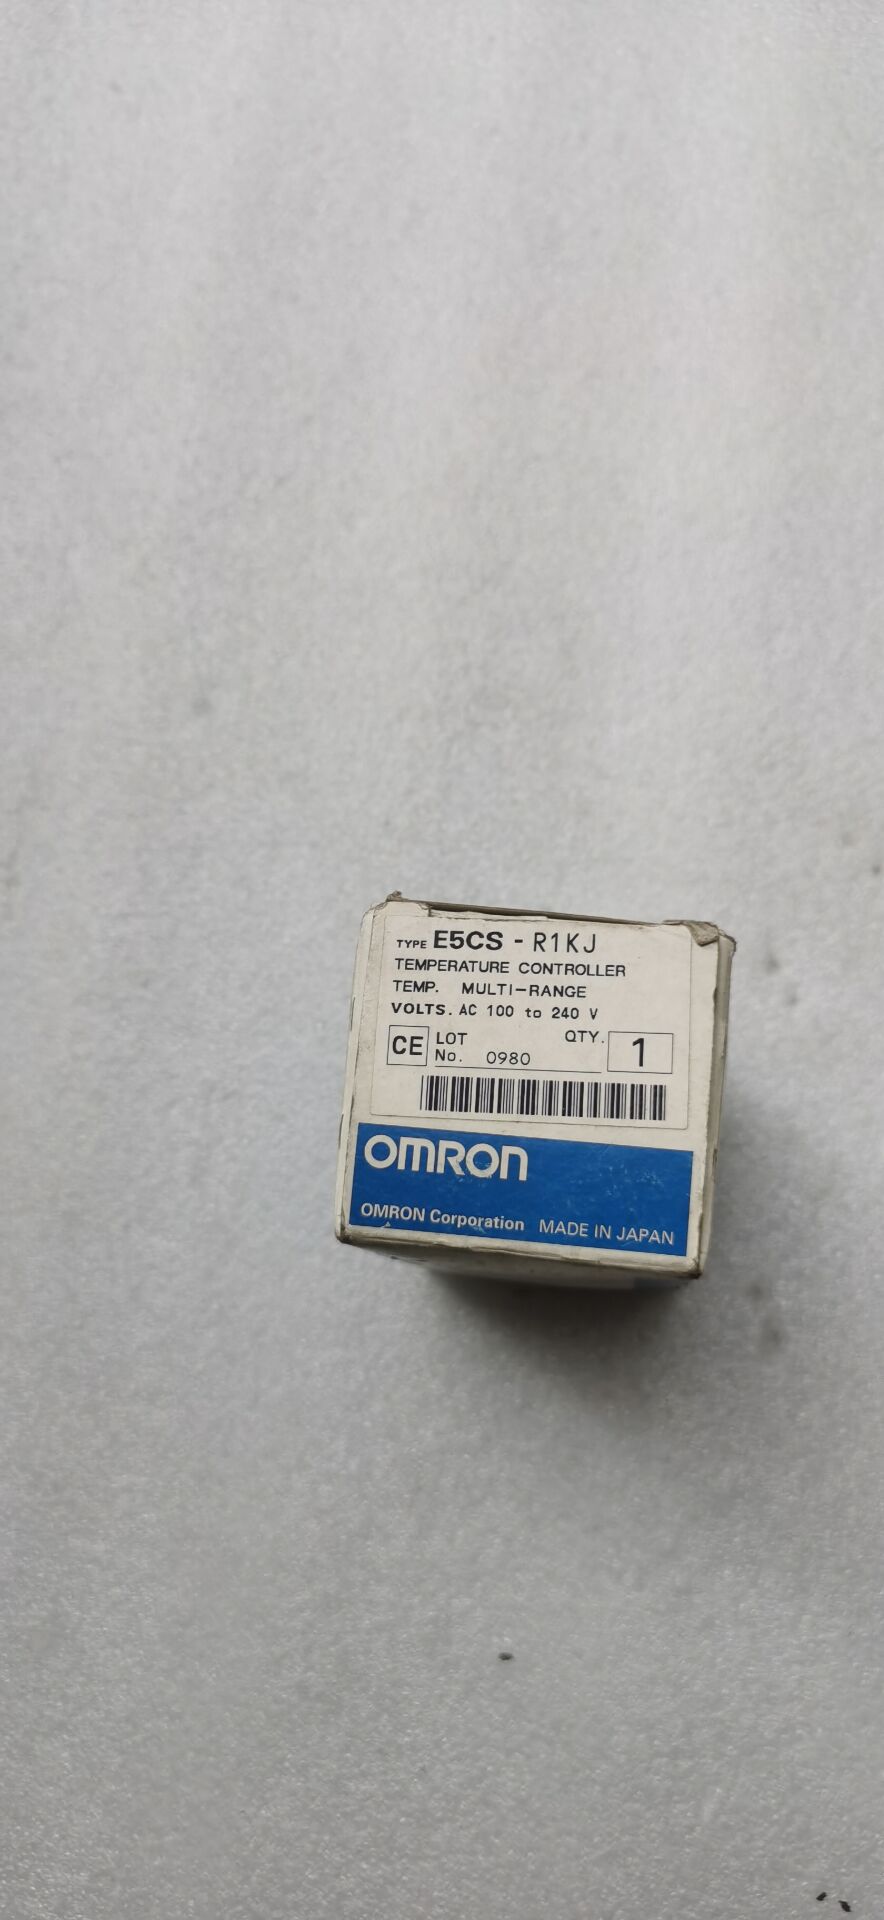 TYPE E5CS - R1KJ
TEMPERATURE CONTROLLER
TEMP. MULTI-RANGE
VOLTS. AC 100 to 240 V
CE LOT No. 0980 QTY. 1
OMRON
OMRON Corporation MADE IN JAPAN